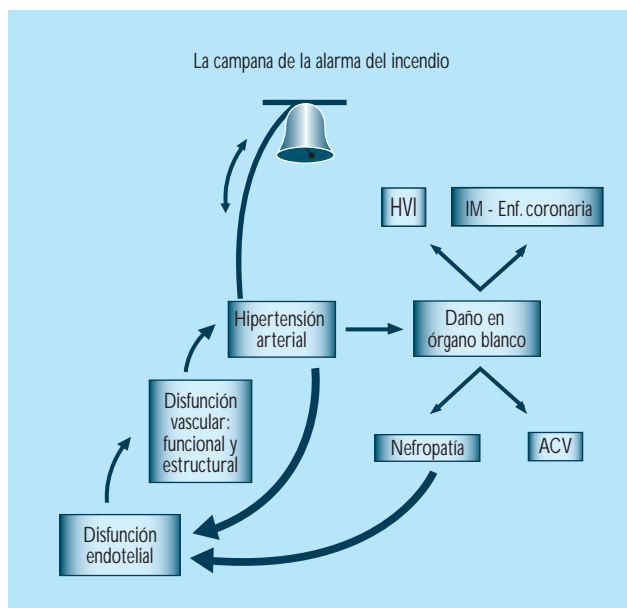 La campana de la alarma del incendio
HVI
IM - Enf. coronaria
Hipertensión
arterial
Daño en
órgano blanco
Disfunción
vascular:
funcional y
estructural
Nefropatía
ACV
Disfunción
endotelial